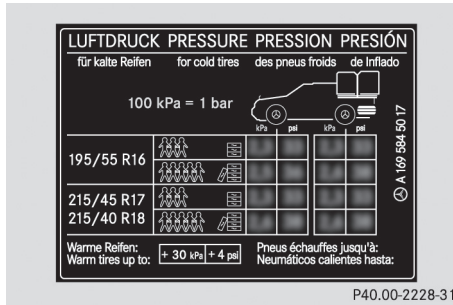 LUFTDRUCK PRESSURE PRESSION PRESIÓN
für kalte Reifen for cold tires des pneus froids de Inflado
100 kPa = 1 bar
kPa psi kPa psi
195/55 R16
215/45 R17
215/40 R18
Warme Reifen: Pneus échauffes jusqu'à:
Warm tires up to: + 30 kPa + 4 psi Neumáticos calientes hasta:
A 169 584 50 17
P40.00-2228-31